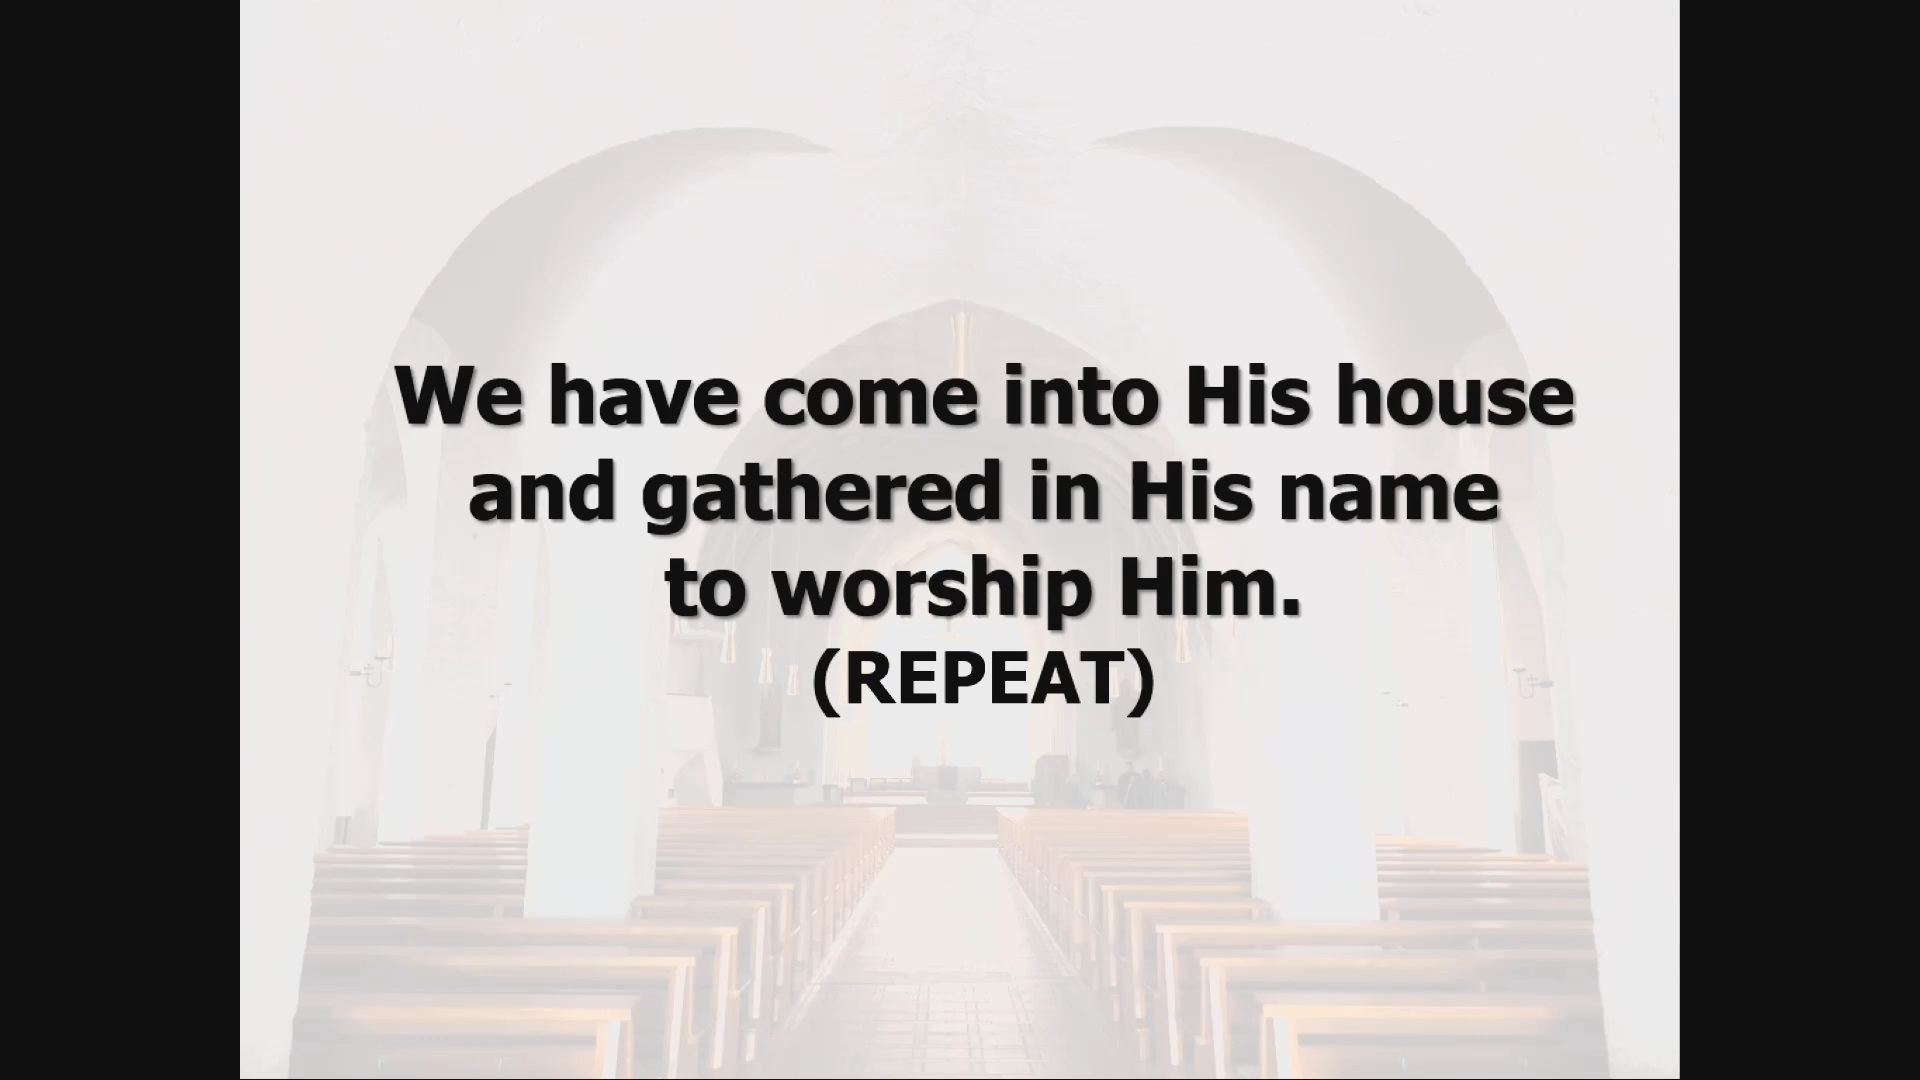 We have come into His house
and gathered in His name
to worship Him.
(REPEAT)